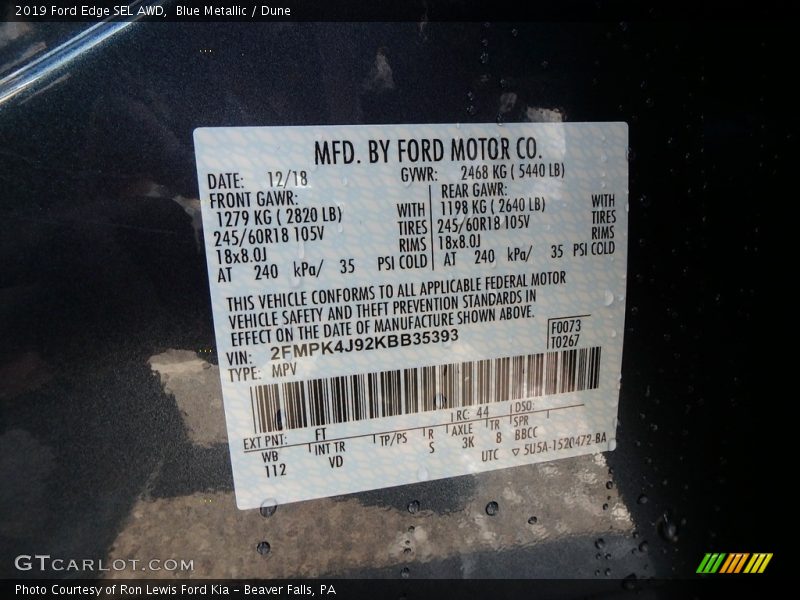 2019 Ford Edge SEL AWD, Blue Metallic / Dune
MFD. BY FORD MOTOR CO.
DATE: 12/18 GVWR: 2468 KG ( 5440 LB)
FRONT GAWR: REAR GAWR:
1279 KG ( 2820 LB) WITH 1198 KG ( 2640 LB) WITH
245/60R18 105V TIRES 245/60R18 105V TIRES
18x8.0J RIMS 18x8.0J RIMS
AT 240 kPa/ 35 PSI COLD AT 240 kPa/ 35 PSI COLD
THIS VEHICLE CONFORMS TO ALL APPLICABLE FEDERAL MOTOR
VEHICLE SAFETY AND THEFT PREVENTION STANDARDS IN
EFFECT ON THE DATE OF MANUFACTURE SHOWN ABOVE.
VIN: 2FMPK4J92KBB35393 F0073
TYPE: MPV T0267
EXT PNT: FT RC: 44 DSO:
WB INT TR TP/PS R AXLE TR SPR
112 VD S 3K 8 BBCC
UTC ▽ 5U5A-1520472-BA
GTCARLOT.COM
Photo Courtesy of Ron Lewis Ford Kia - Beaver Falls, PA